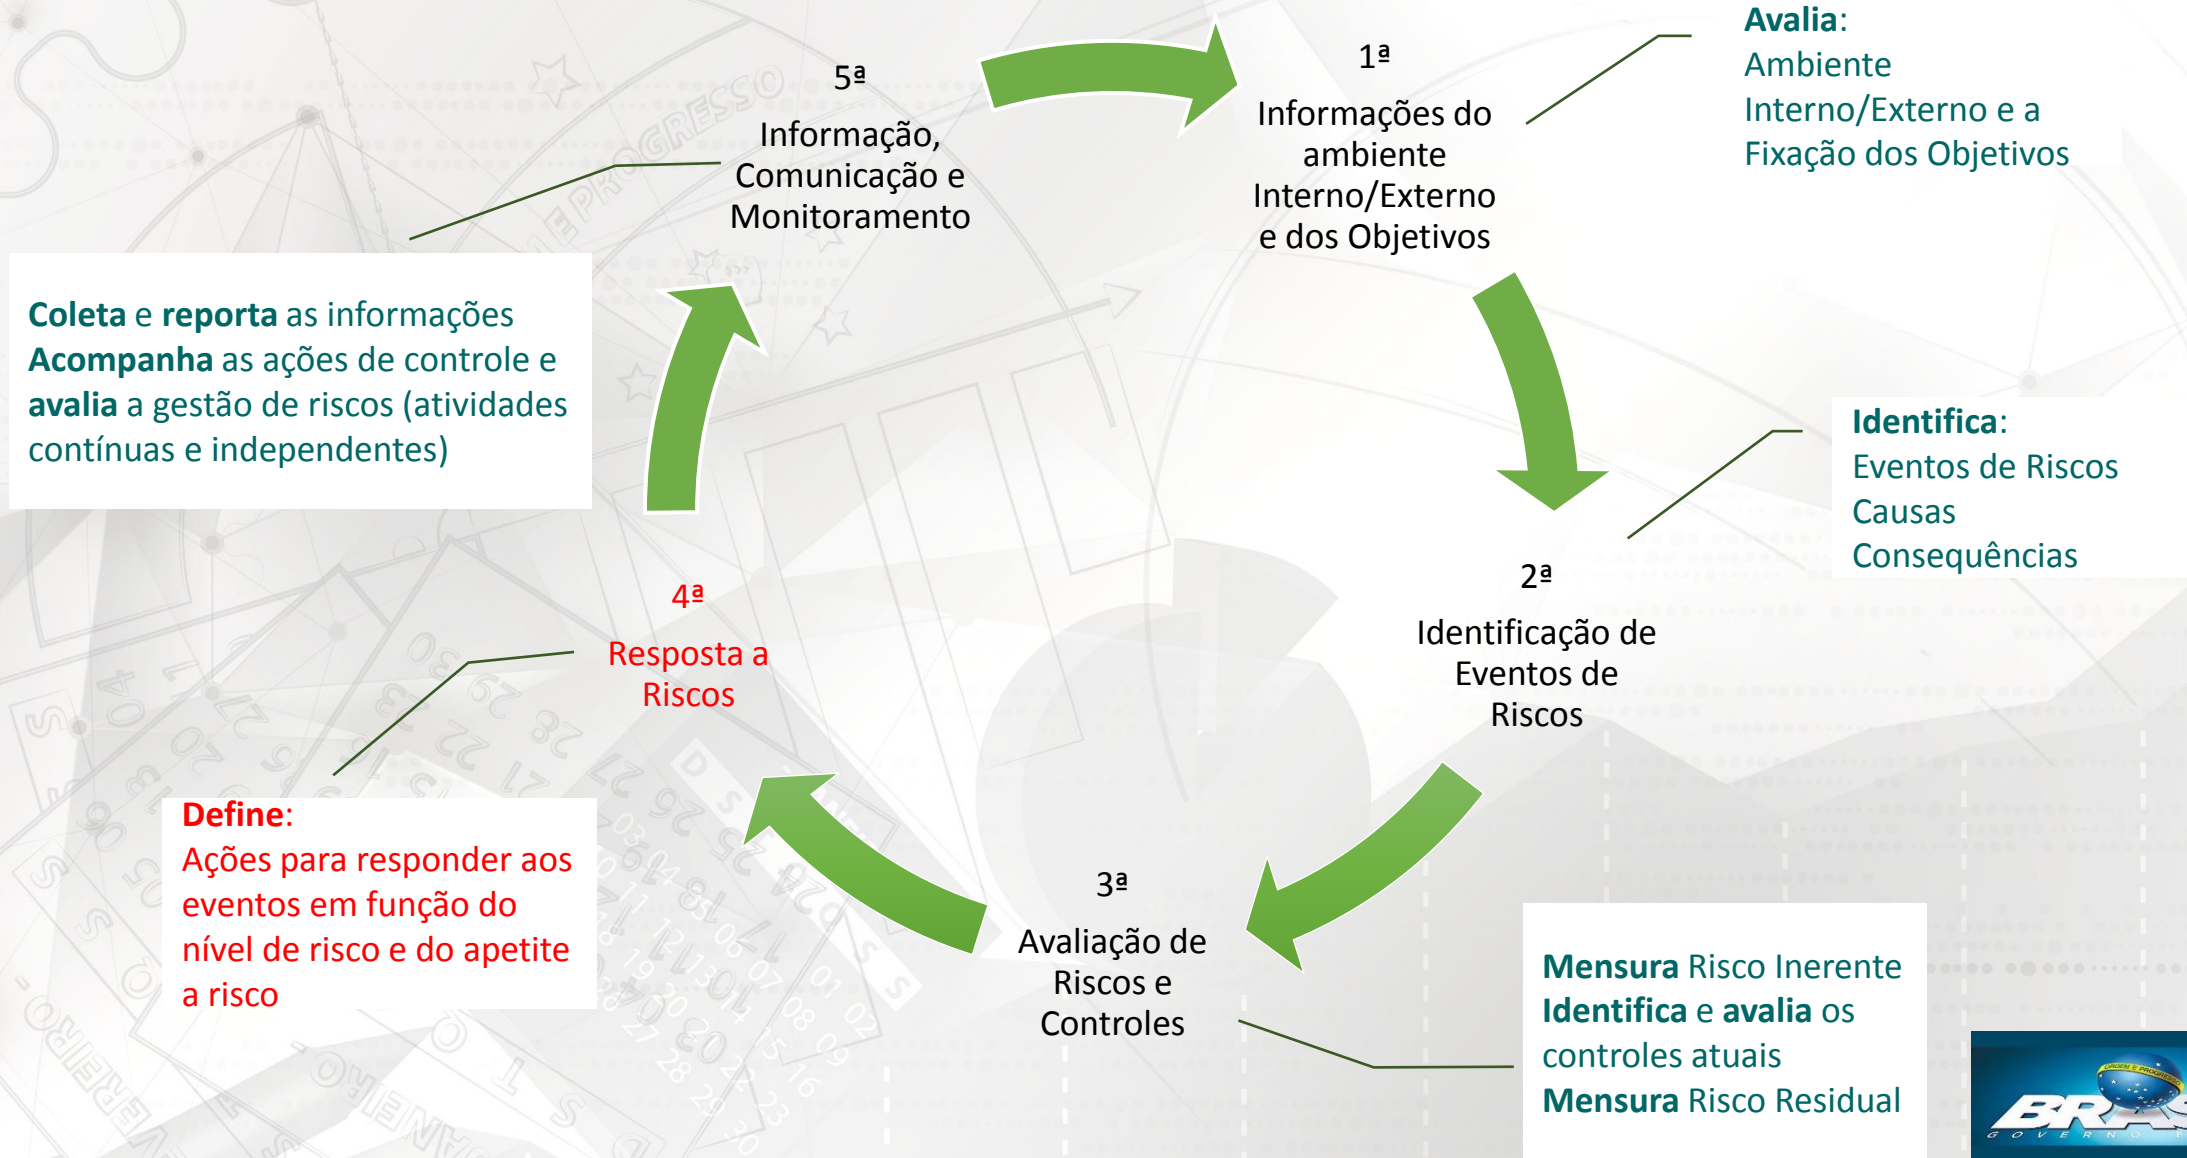 Avalia:
Ambiente
Interno/Externo e a
Fixação dos Objetivos
1ª
Informações do
ambiente
Interno/Externo
e dos Objetivos
5ª
Informação,
Comunicação e
Monitoramento
Coleta e reporta as informações
Acompanha as ações de controle e
avalia a gestão de riscos (atividades
contínuas e independentes)
Identifica:
Eventos de Riscos
Causas
Consequências
2ª
Identificação de
Eventos de
Riscos
4ª
Resposta a
Riscos
Define:
Ações para responder aos
eventos em função do
nível de risco e do apetite
a risco
3ª
Avaliação de
Riscos e
Controles
Mensura Risco Inerente
Identifica e avalia os
controles atuais
Mensura Risco Residual
ORDEM E PROGRESSO